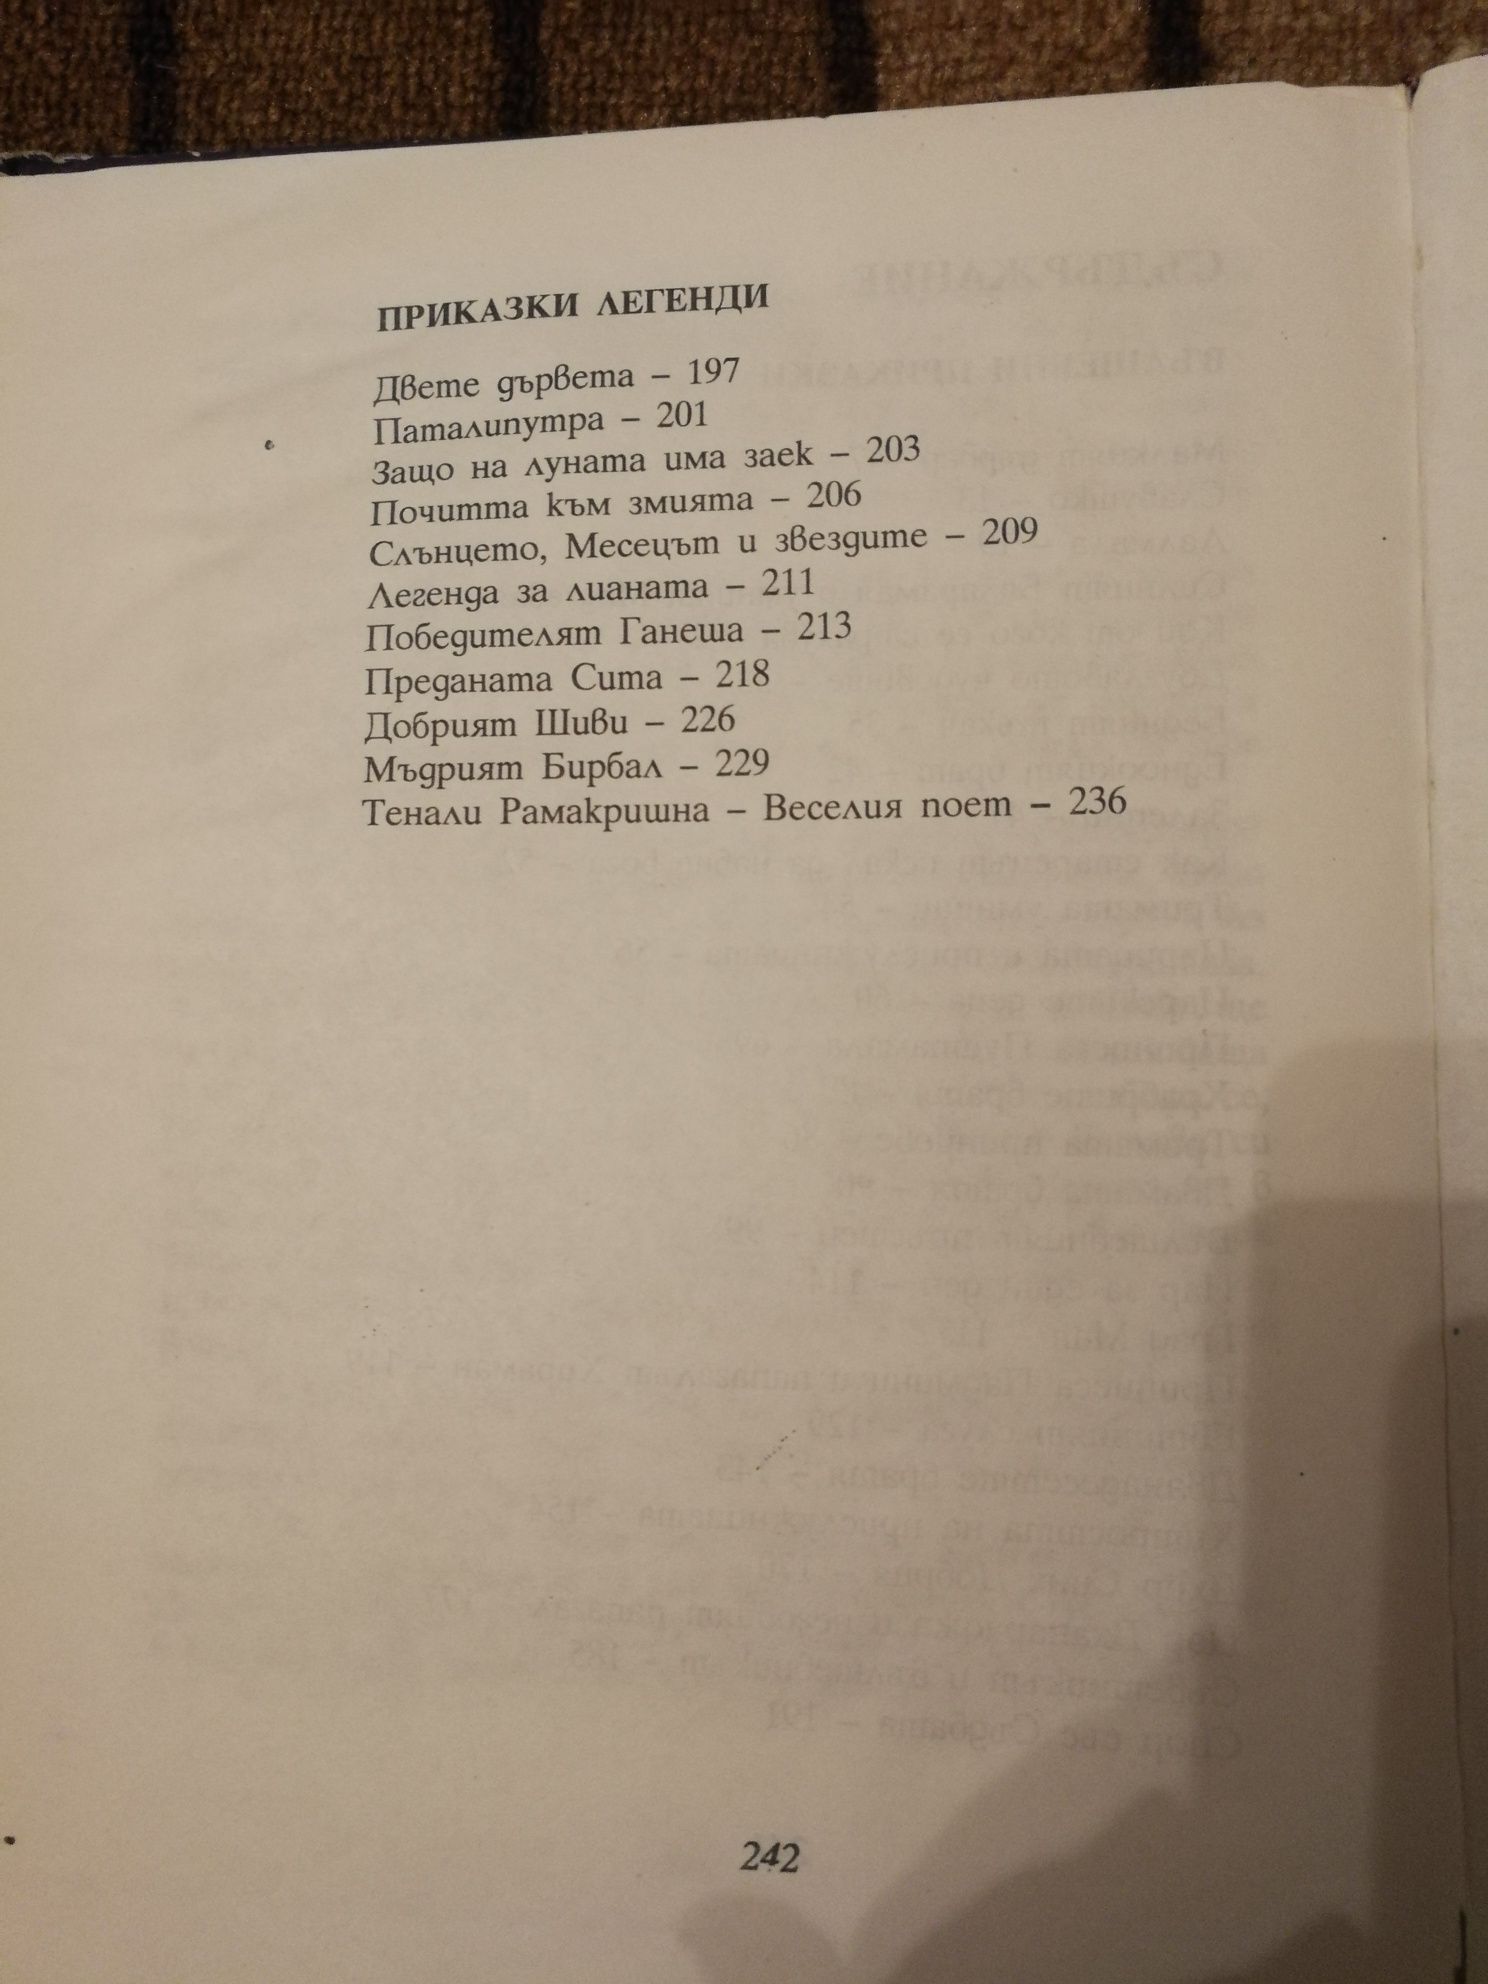 ПРИКАЗКИ ЛЕГЕНДИ
Двете дървета – 197
Паталипутра – 201
Защо на луната има заек – 203
Почитта към змията – 206
Слънцето, Месецът и звездите – 209
Легенда за лианата – 211
Победителят Ганеша – 213
Преданата Сита – 218
Добрият Шиви – 226
Мъдрият Бирбал – 229
Тенали Рамакришна – Веселия поет – 236
242